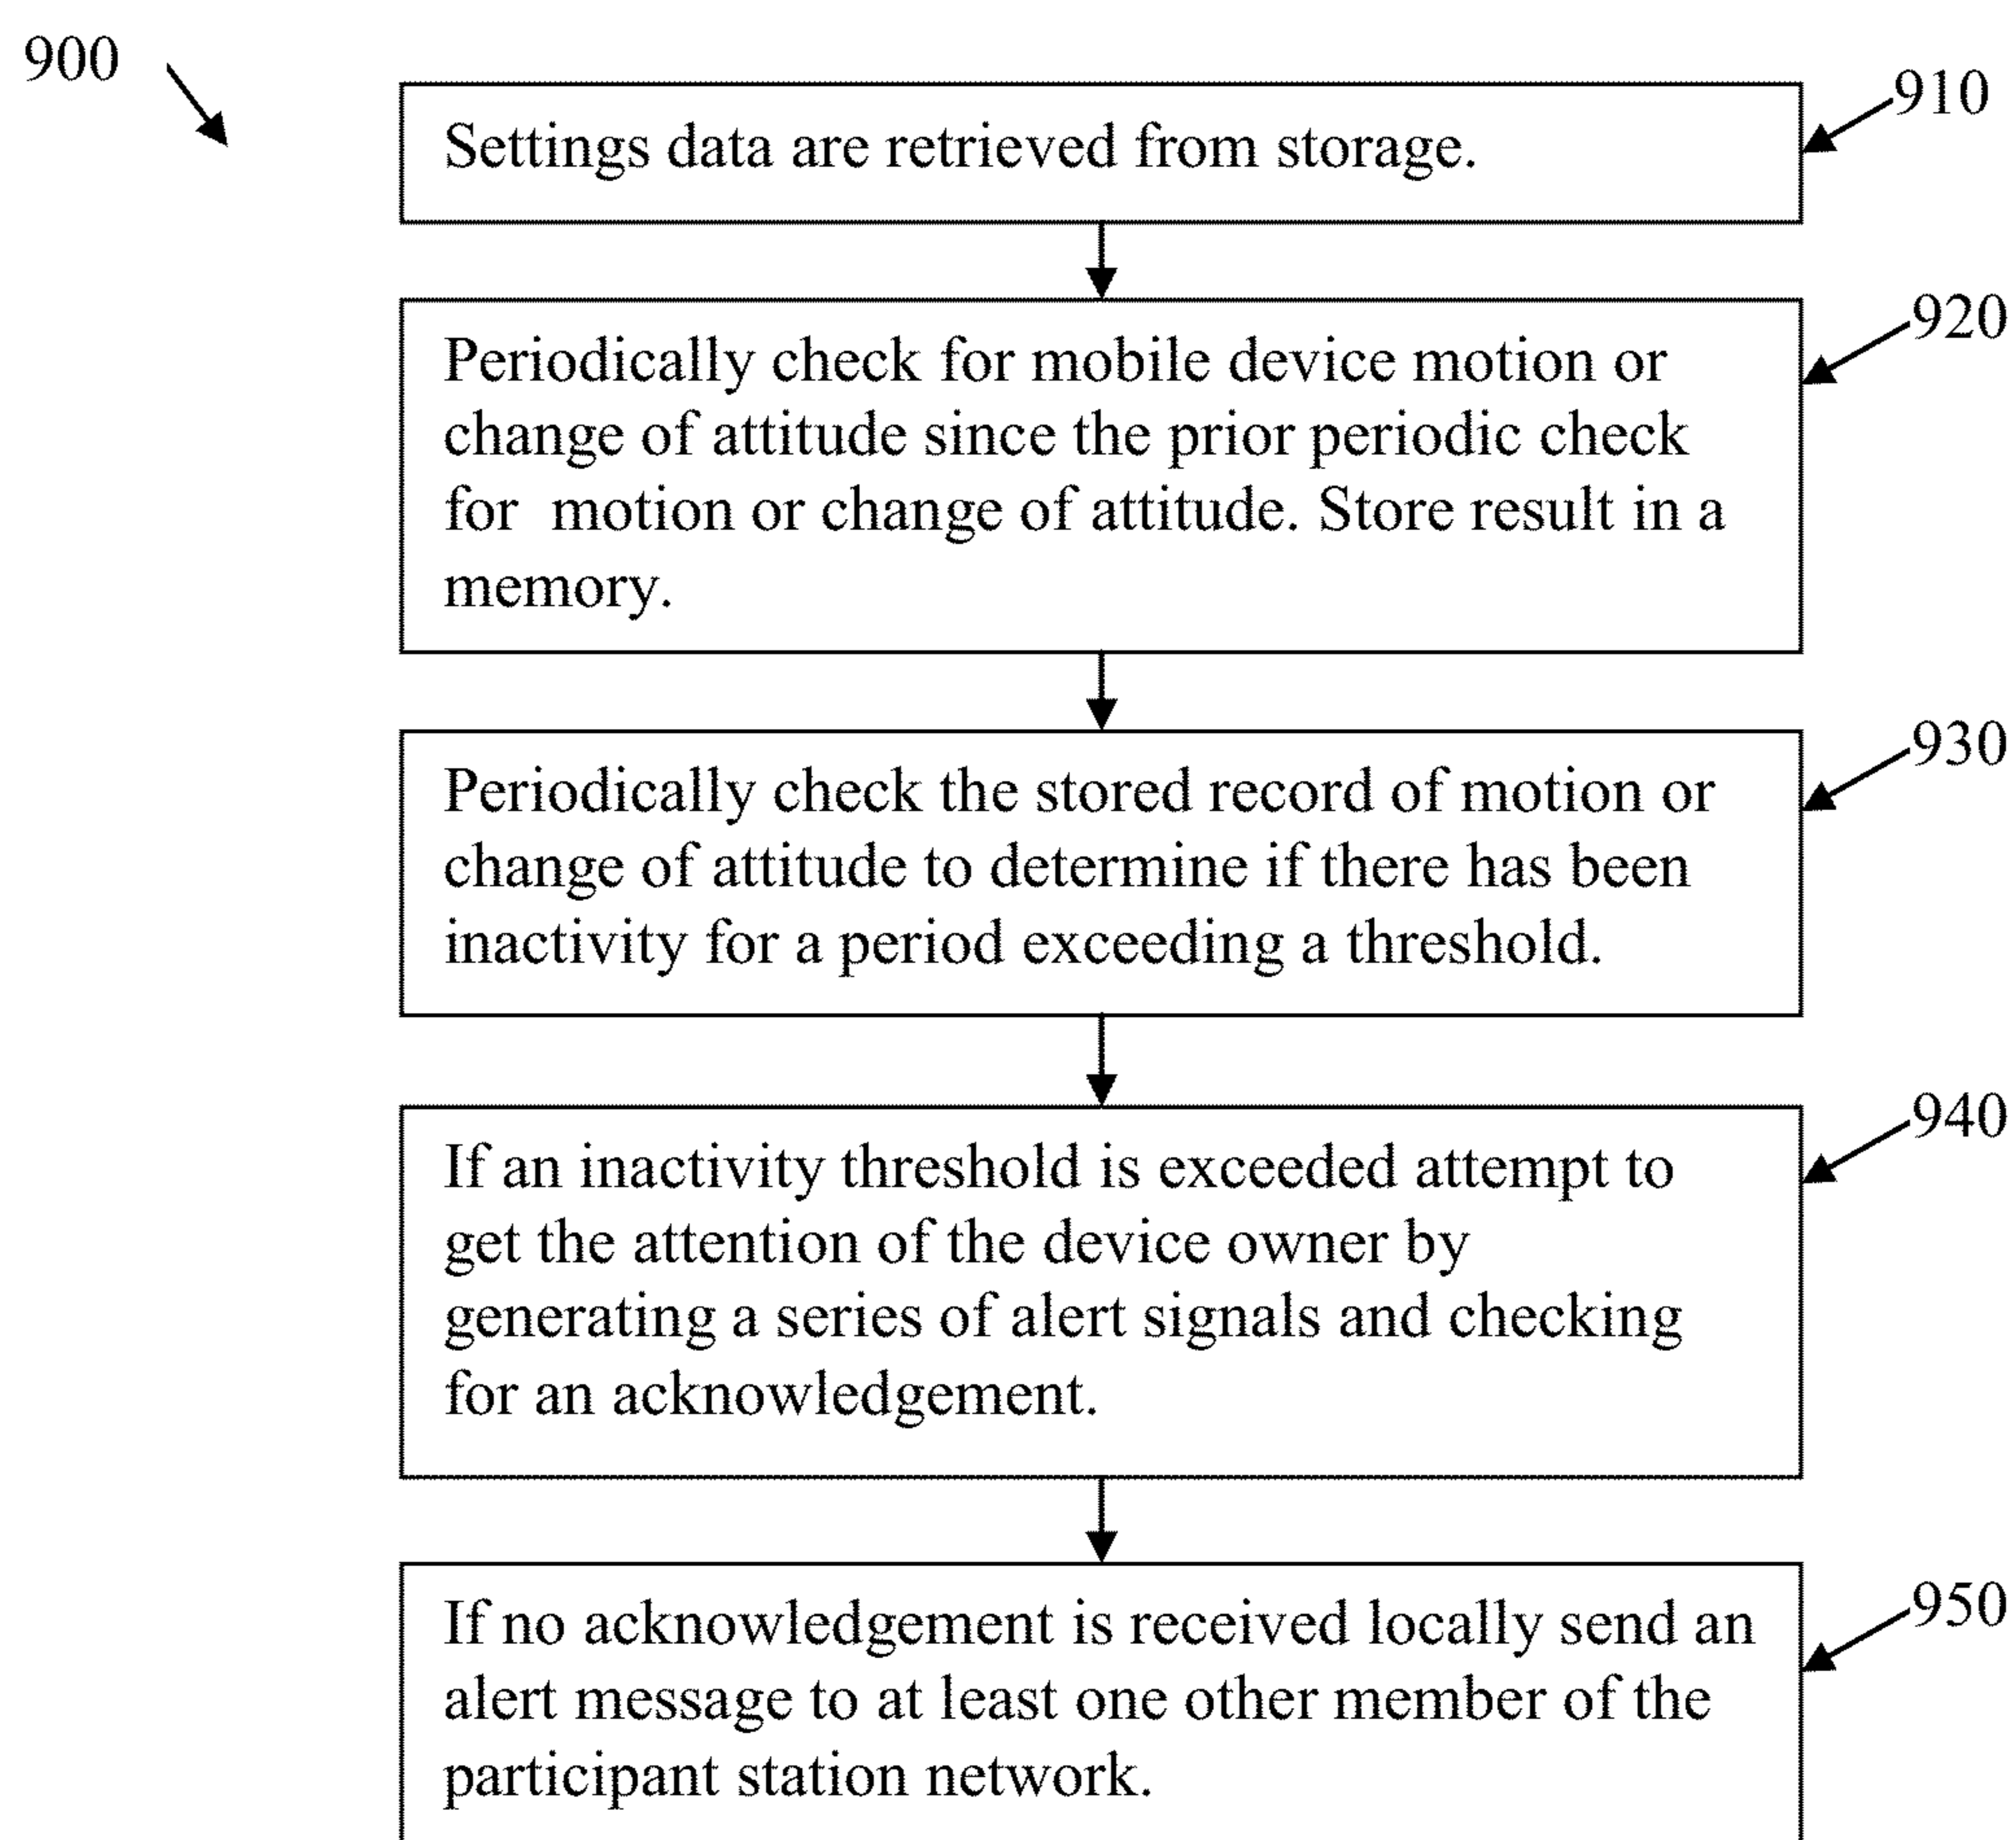 900
910
Settings data are retrieved from storage.
920
Periodically check for mobile device motion or
change of attitude since the prior periodic check
for  motion or change of attitude. Store result in a
memory.
930
Periodically check the stored record of motion or
change of attitude to determine if there has been
inactivity for a period exceeding a threshold.
940
If an inactivity threshold is exceeded attempt to
get the attention of the device owner by
generating a series of alert signals and checking
for an acknowledgement.
950
If no acknowledgement is received locally send an
alert message to at least one other member of the
participant station network.